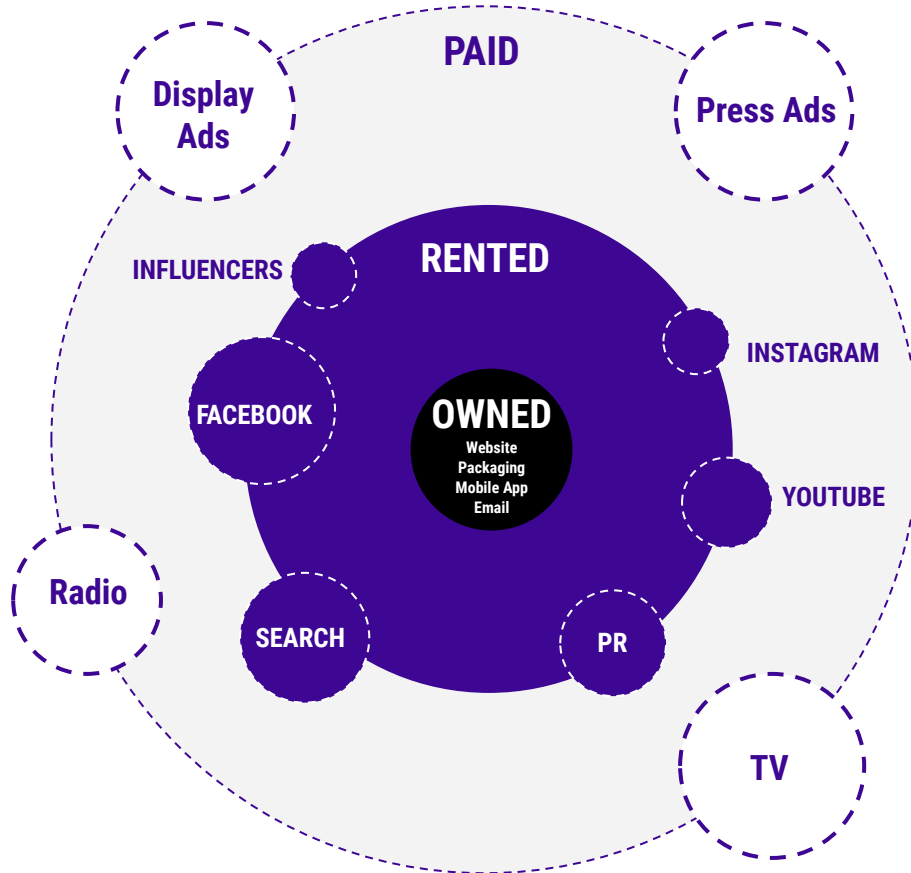 PAID
Display
Ads
Press Ads
RENTED
INFLUENCERS
INSTAGRAM
FACEBOOK
OWNED
Website
Packaging
Mobile App
Email
YOUTUBE
Radio
SEARCH
PR
TV